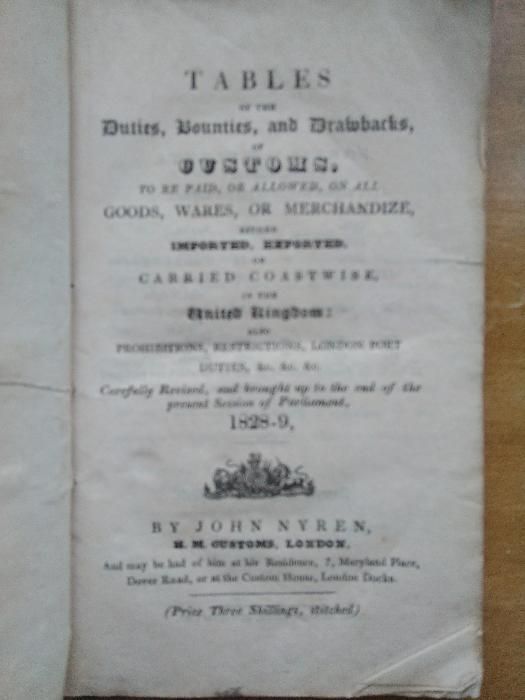 TABLES
OF THE
Duties, Bounties, and Drawbacks,
OF
CUSTOMS,
TO BE PAID, OR ALLOWED, ON ALL
GOODS, WARES, OR MERCHANDIZE,
EITHER
IMPORTED, EXPORTED,
OR
CARRIED COASTWISE,
IN THE
United Kingdom:
ALSO
PROHIBITIONS, RESTRICTIONS, LONDON PORT
DUTIES, &c. &c. &c.
Carefully Revised, and brought up to the end of the
present Session of Parliament,
1828-9,
BY JOHN NYREN,
H. M. CUSTOMS, LONDON,
And may be had of him at his Residence, 7, Maryland Place,
Dover Road, or at the Custom House, London Docks.
(Price Three Shillings, stitched)